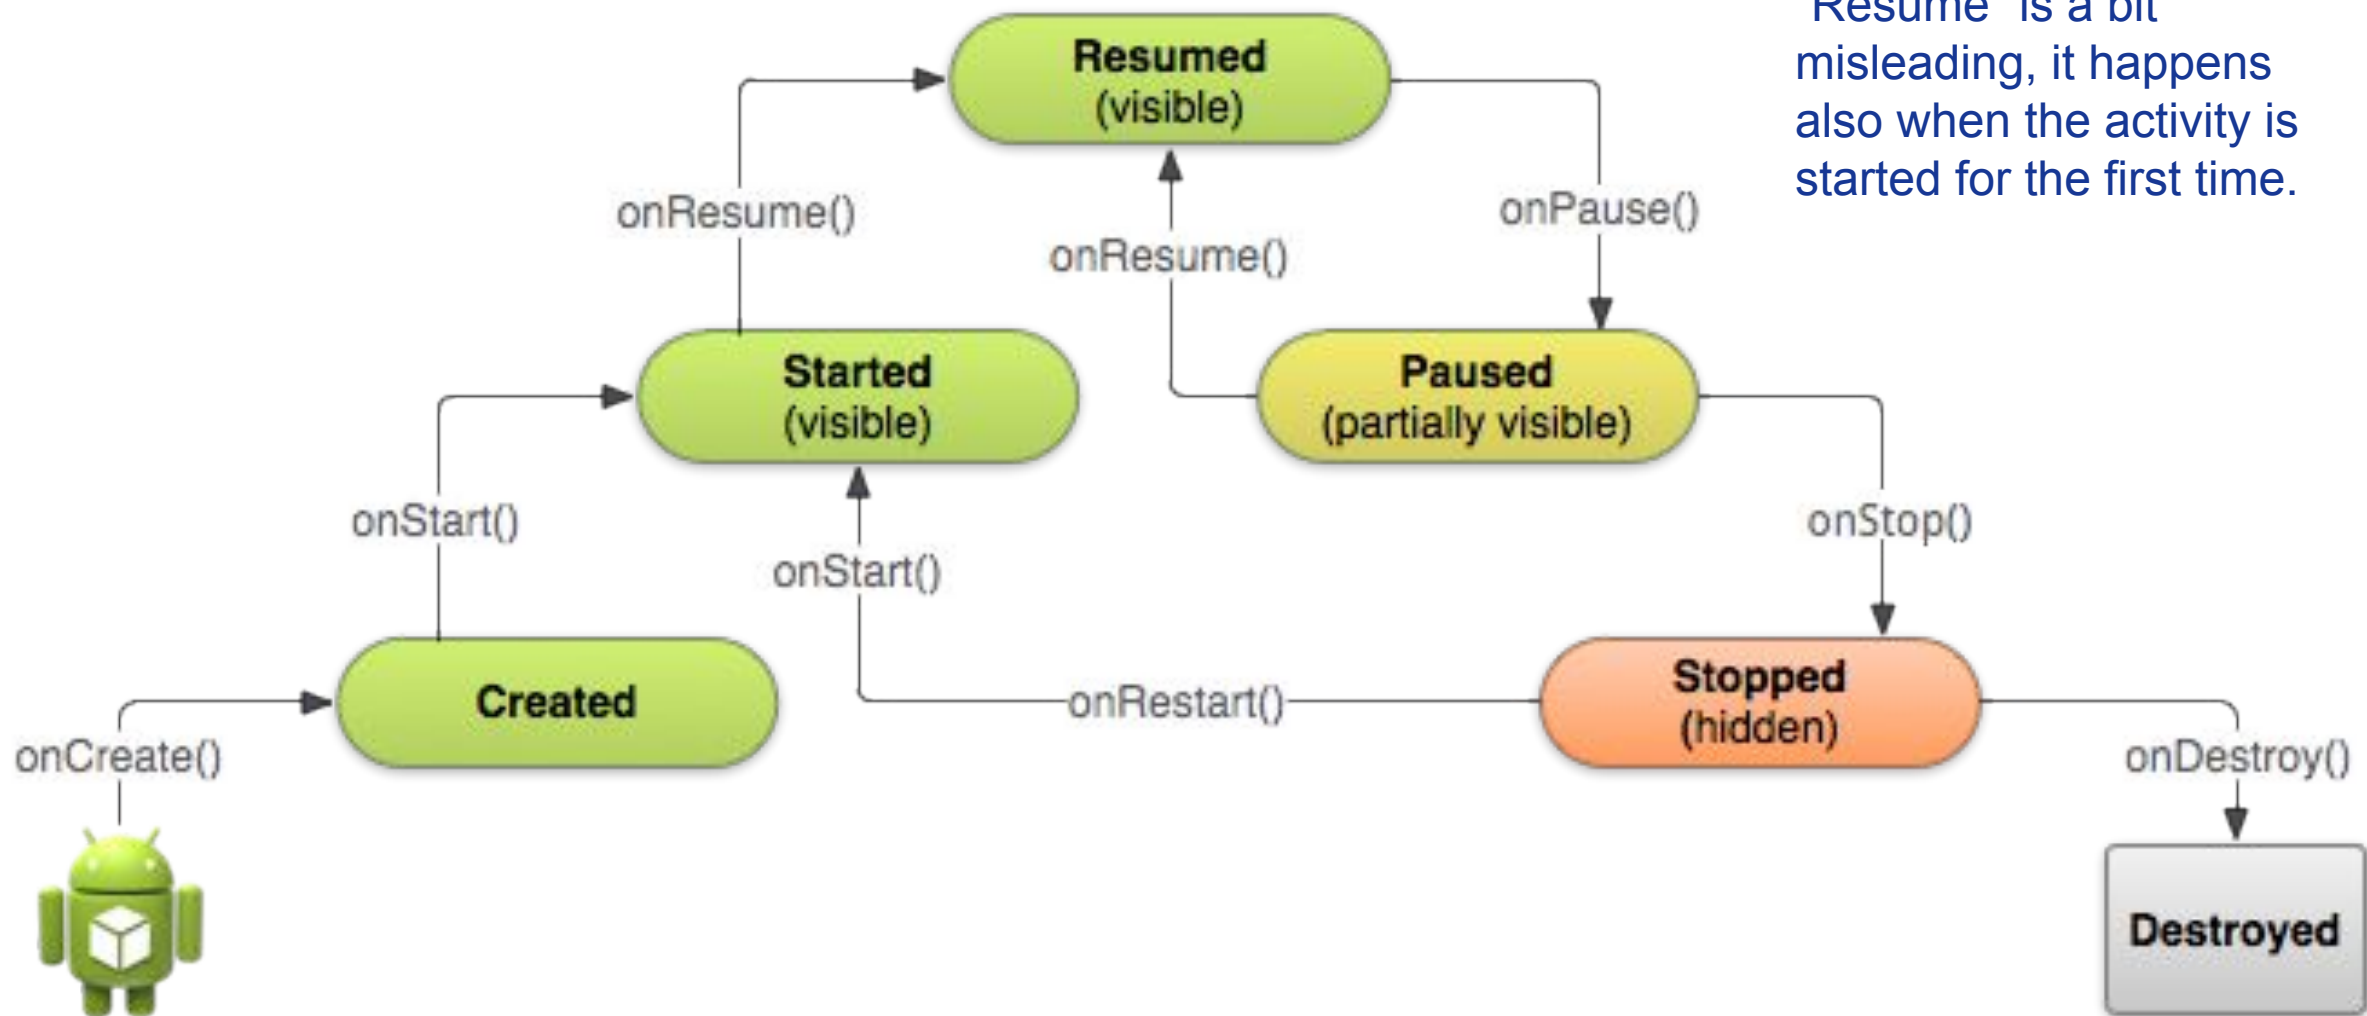 "Resume" is a bit
misleading, it happens
also when the activity is
started for the first time.
Resumed
(visible)
onResume()
onPause()
onResume()
Started
(visible)
Paused
(partially visible)
onStart()
onStop()
onStart()
Created
onRestart()
Stopped
(hidden)
onCreate()
onDestroy()
Destroyed